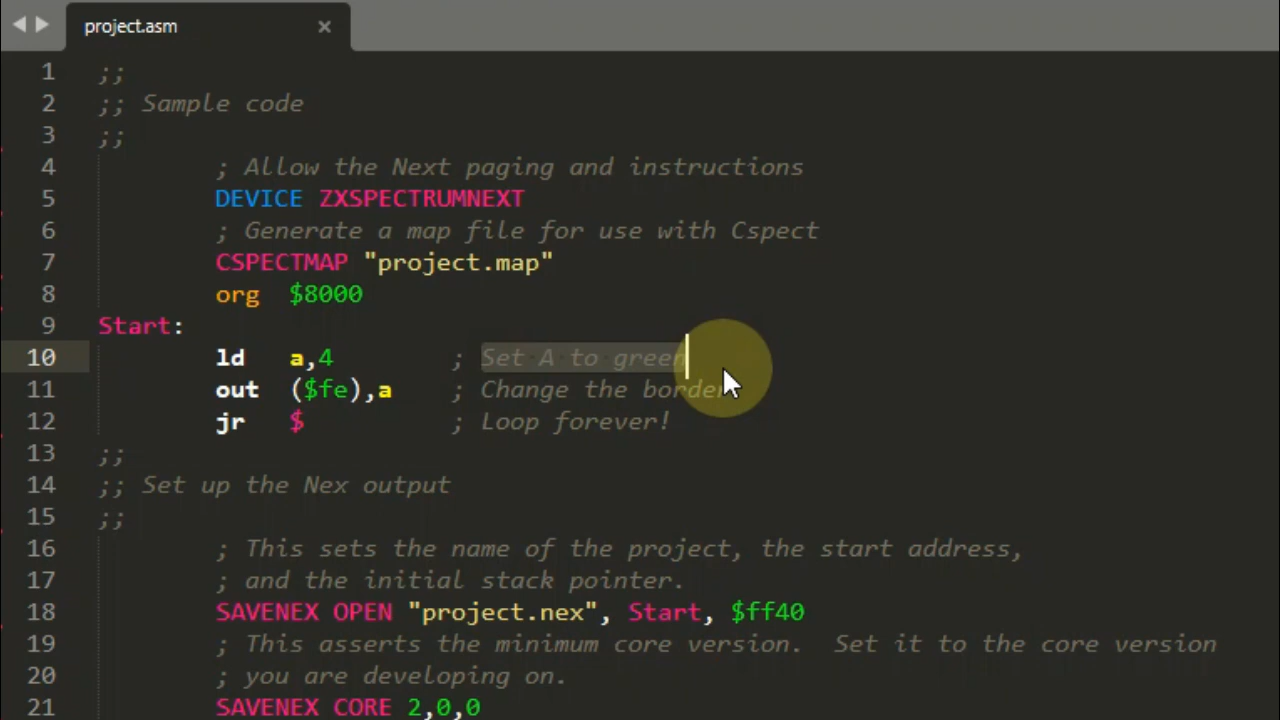 project.asm
1 ;;
2 ;; Sample code
3 ;;
4 ; Allow the Next paging and instructions
5 DEVICE ZXSPECTRUMNEXT
6 ; Generate a map file for use with Cspect
7 CSPECTMAP "project.map"
8 org $8000
9 Start:
10 ld a,4 ; Set A to green
11 out ($fe),a ; Change the border
12 jr $ ; Loop forever!
13 ;;
14 ;; Set up the Nex output
15 ;;
16 ; This sets the name of the project, the start address,
17 ; and the initial stack pointer.
18 SAVENEX OPEN "project.nex", Start, $ff40
19 ; This asserts the minimum core version.  Set it to the core version
20 ; you are developing on.
21 SAVENEX CORE 2,0,0